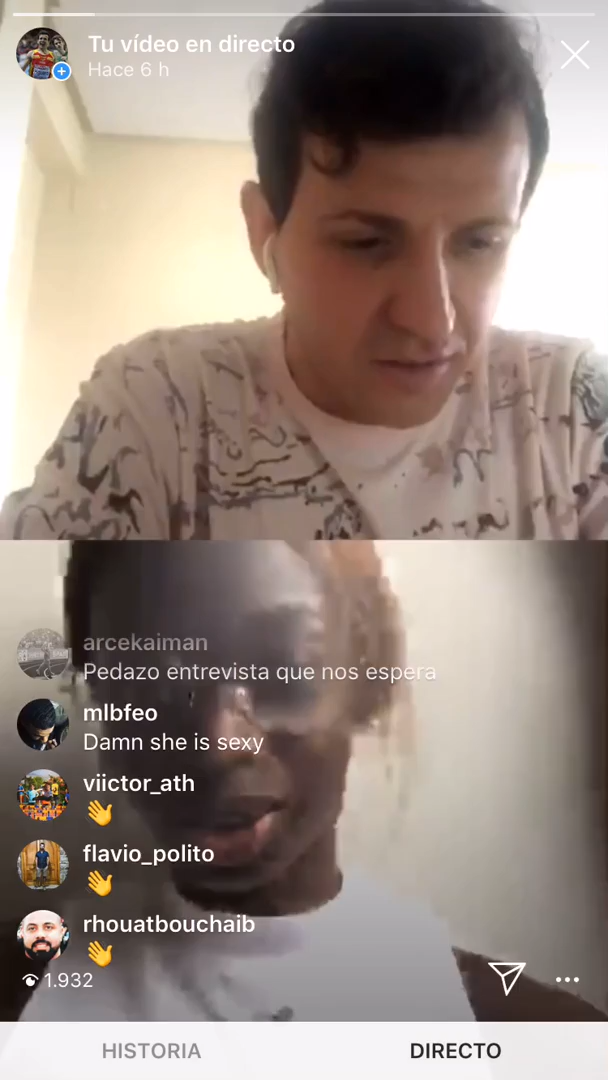 Tu vídeo en directo
Hace 6 h
arcekaiman
Pedazo entrevista que nos espera
mlbfeo
Damn she is sexy
viictor_ath
👋
flavio_polito
👋
rhouatbouchaib
👋
1.932
HISTORIA
DIRECTO